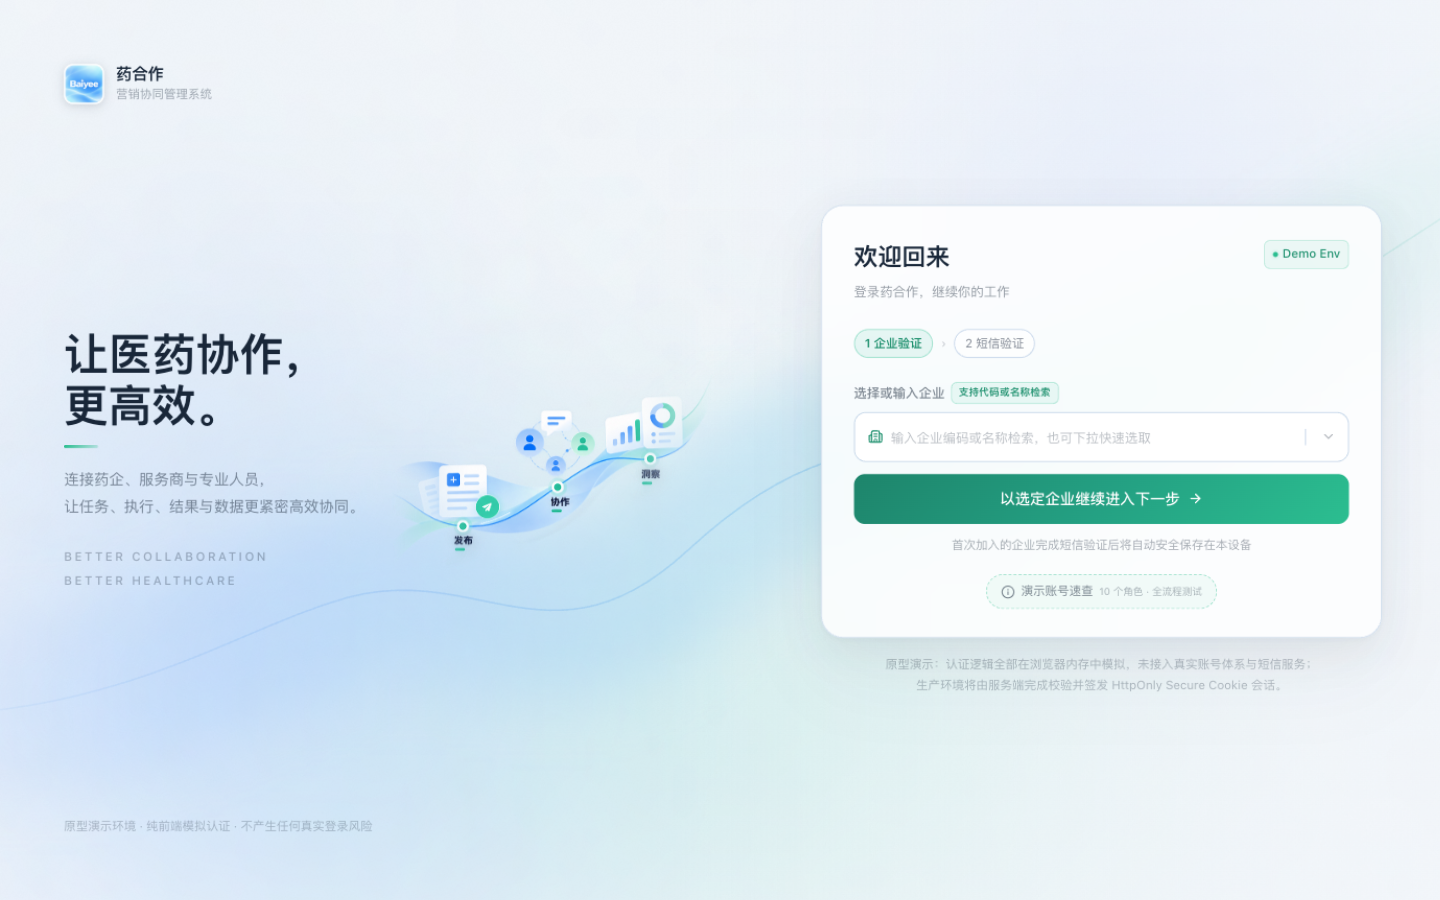 Baiyee
药合作
营销协同管理系统
让医药协作，
更高效。
连接药企、服务商与专业人员，
让任务、执行、结果与数据更紧密高效协同。
BETTER COLLABORATION
BETTER HEALTHCARE
发布
协作
洞察
原型演示环境 · 纯前端模拟认证 · 不产生任何真实登录风险
欢迎回来
Demo Env
登录药合作，继续你的工作
1 企业验证 › 2 短信验证
选择或输入企业 支持代码或名称检索
输入企业编码或名称检索，也可下拉快速选取
以选定企业继续进入下一步 →
首次加入的企业完成短信验证后将自动安全保存在本设备
演示账号速查 10 个角色 · 全流程测试
原型演示：认证逻辑全部在浏览器内存中模拟，未接入真实账号体系与短信服务；
生产环境将由服务端完成校验并签发 HttpOnly Secure Cookie 会话。